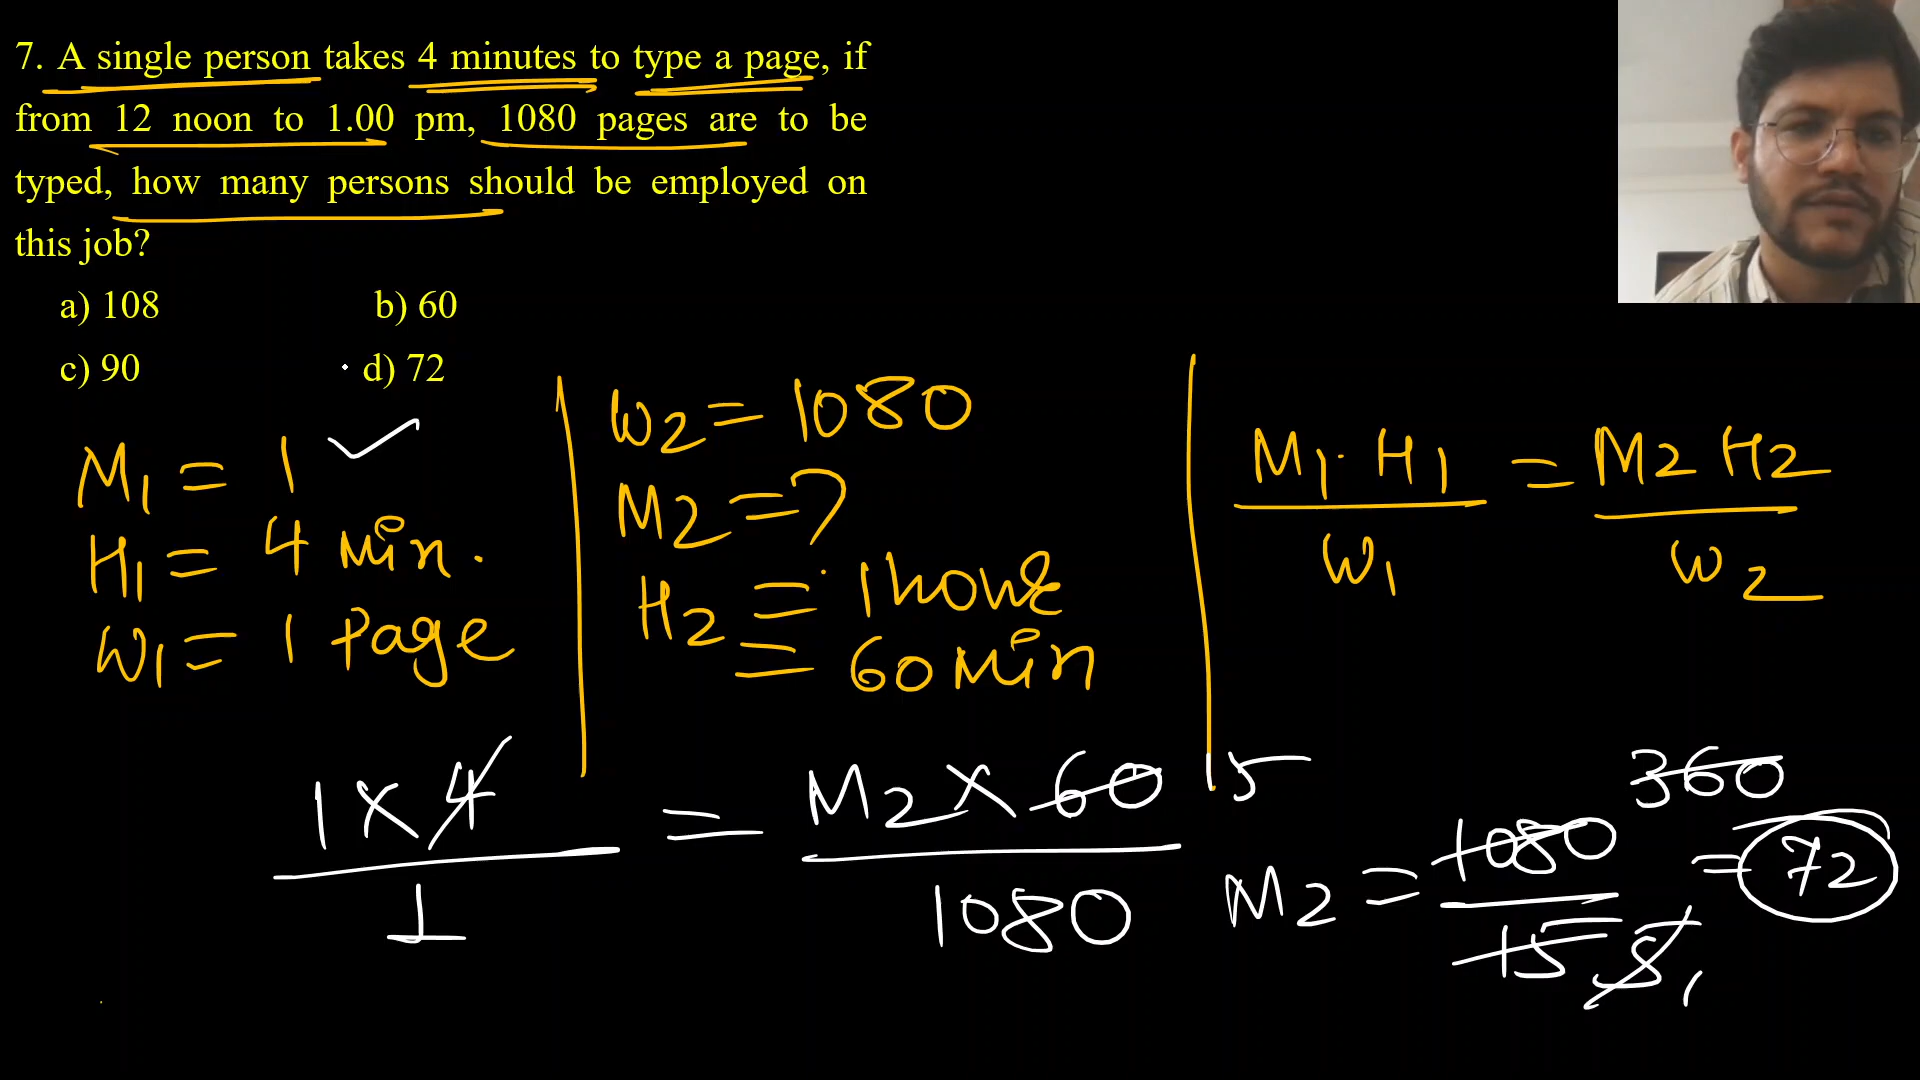 7. A single person takes 4 minutes to type a page, if
from 12 noon to 1.00 pm, 1080 pages are to be
typed, how many persons should be employed on
this job?
a) 108 b) 60
c) 90 d) 72
M1 = 1
H1 = 4 Min.
W1 = 1 Page
W2 = 1080
M2 = ?
H2 = 1 hour
= 60 Min
M1 . H1 / W1 = M2 H2 / W2
1 × 4 / 1 = M2 × 60 / 1080
15
M2 = 1080 / 15 = 72
360
5 1